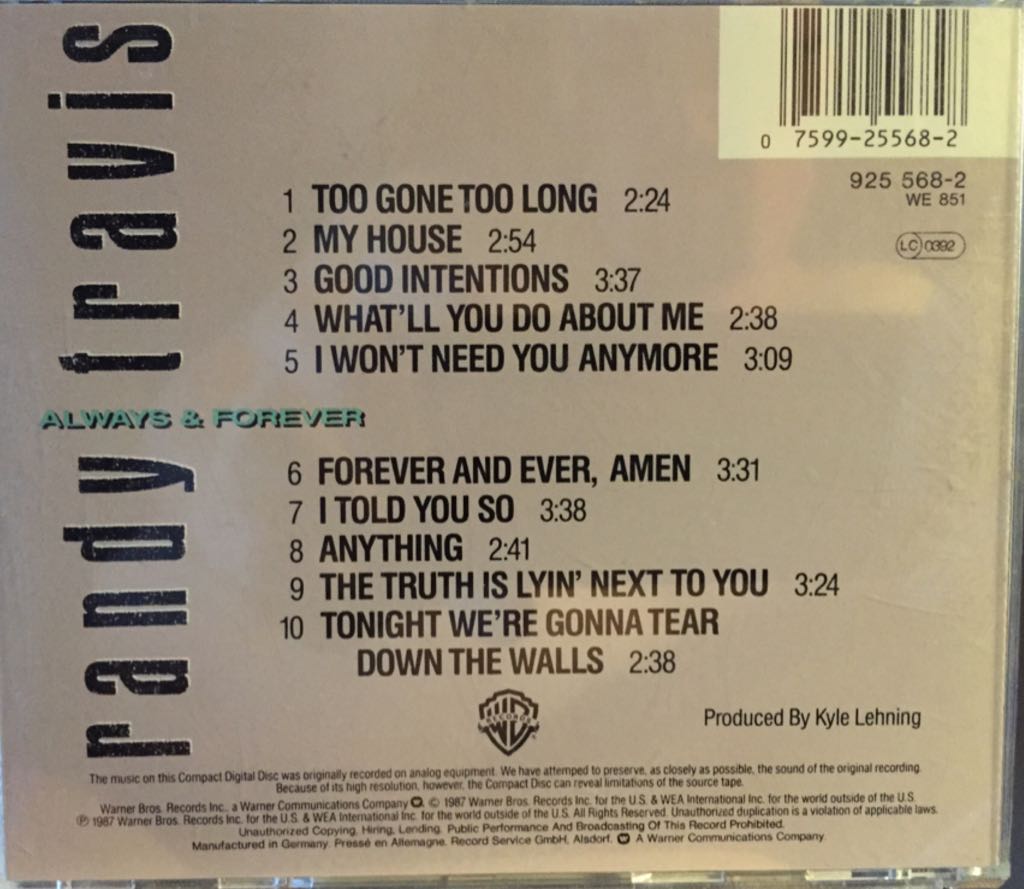 randy travis
0 7599-25568-2
925 568-2
WE 851
LC 0392
1 TOO GONE TOO LONG 2:24
2 MY HOUSE 2:54
3 GOOD INTENTIONS 3:37
4 WHAT'LL YOU DO ABOUT ME 2:38
5 I WON'T NEED YOU ANYMORE 3:09
ALWAYS & FOREVER
6 FOREVER AND EVER, AMEN 3:31
7 I TOLD YOU SO 3:38
8 ANYTHING 2:41
9 THE TRUTH IS LYIN' NEXT TO YOU 3:24
10 TONIGHT WE'RE GONNA TEAR
DOWN THE WALLS 2:38
WB RECORDS
Produced By Kyle Lehning
The music on this Compact Digital Disc was originally recorded on analog equipment. We have attemped to preserve, as closely as possible, the sound of the original recording.
Because of its high resolution, however, the Compact Disc can reveal limitations of the source tape.
Warner Bros. Records Inc., a Warner Communications Company. © 1987 Warner Bros. Records Inc. for the U.S. & WEA International Inc. for the world outside of the U.S.
℗ 1987 Warner Bros. Records Inc. for the U.S. & WEA International Inc. for the world outside of the U.S. All Rights Reserved. Unauthorized duplication is a violation of applicable laws.
Unauthorized Copying, Hiring, Lending, Public Performance And Broadcasting Of This Record Prohibited.
Manufactured in Germany. Pressé en Allemagne. Record Service GmbH, Alsdorf. A Warner Communications Company